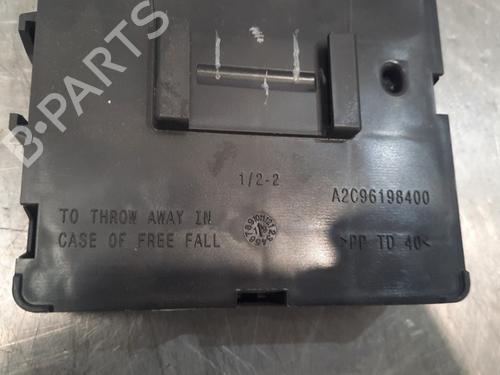 B-PARTS
1/2-2
A2C96198400
TO THROW AWAY IN
CASE OF FREE FALL
>PP TD 40<